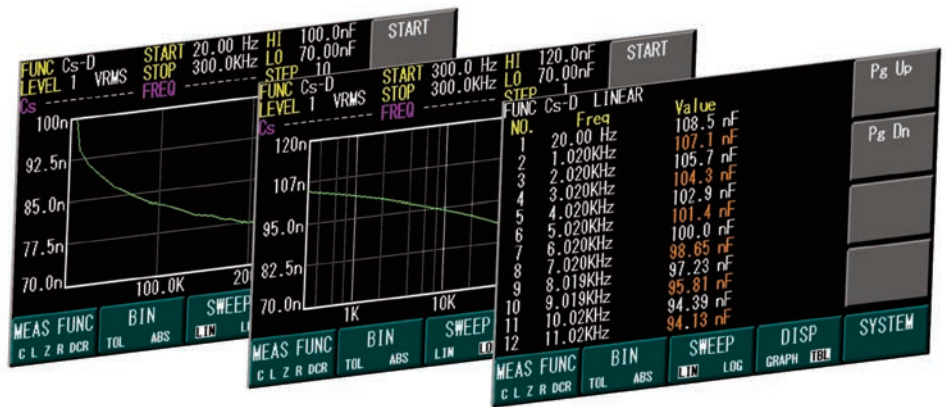 FUNC Cs-D START 20.00 Hz HI 100.0nF START
LEVEL 1 VRMS STOP 300.0KHz LO 70.00nF
Cs FREQ STEP 10
100n
92.5n
85.0n
77.5n
70.0n
100.0K 20
MEAS FUNC BIN SWEEP
C L Z R DCR TOL ABS LIN
FUNC Cs-D START 300.0 Hz HI 120.0nF START
LEVEL 1 VRMS STOP 300.0KHz LO 70.00nF
Cs FREQ STEP 1
120n
107n
95.0n
82.5n
70.0n
1K 10K
MEAS FUNC BIN SWEEP
C L Z R DCR TOL ABS LIN
FUNC Cs-D LINEAR Pg Up
NO. Freq Value
1 20.00 Hz 108.5 nF
2 1.020KHz 107.1 nF
3 2.020KHz 105.7 nF
4 3.020KHz 104.3 nF
5 4.020KHz 102.9 nF
6 5.020KHz 101.4 nF
7 6.020KHz 100.0 nF
8 7.020KHz 98.65 nF
9 8.019KHz 97.23 nF
10 9.019KHz 95.81 nF
11 10.02KHz 94.39 nF
12 11.02KHz 94.13 nF
Pg Dn
MEAS FUNC BIN SWEEP DISP SYSTEM
C L Z R DCR TOL ABS LIN LOG GRAPH TBL